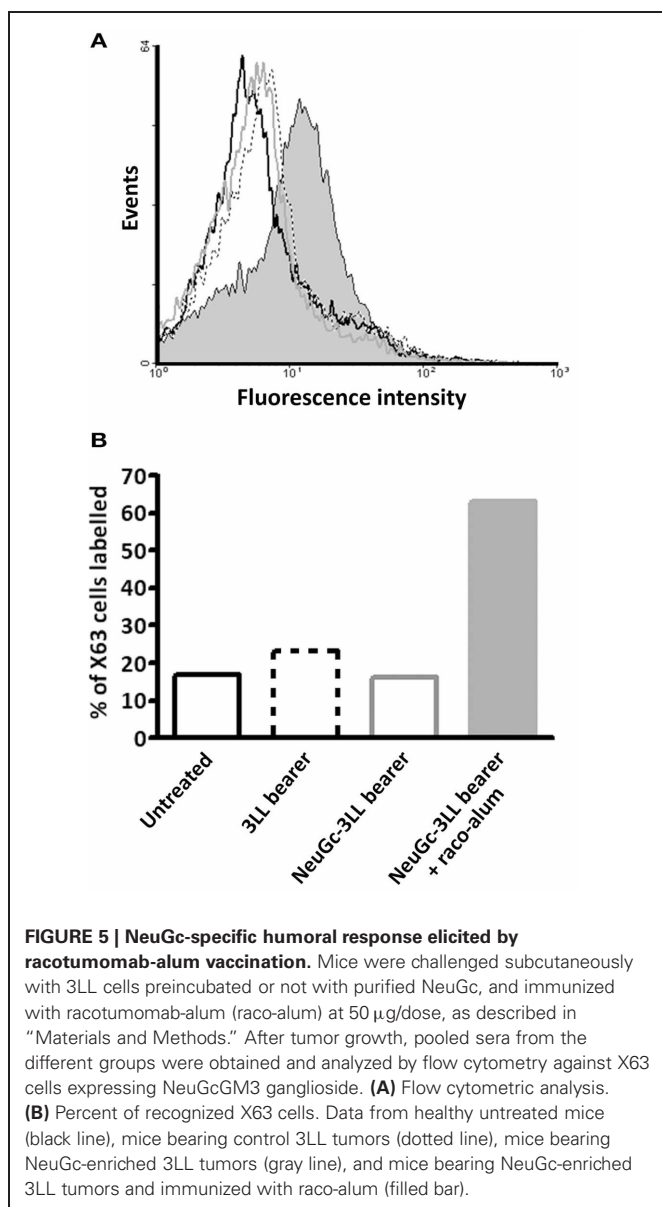 A
64
Events
0
10⁰ 10¹ 10² 10³
Fluorescence intensity
B
70
60
50
40
30
20
10
0
% of X63 cells labelled
Untreated
3LL bearer
NeuGc-3LL bearer
NeuGc-3LL bearer
+ raco-alum
FIGURE 5 | NeuGc-specific humoral response elicited by
racotumomab-alum vaccination. Mice were challenged subcutaneously
with 3LL cells preincubated or not with purified NeuGc, and immunized
with racotumomab-alum (raco-alum) at 50 μg/dose, as described in
"Materials and Methods." After tumor growth, pooled sera from the
different groups were obtained and analyzed by flow cytometry against X63
cells expressing NeuGcGM3 ganglioside. (A) Flow cytometric analysis.
(B) Percent of recognized X63 cells. Data from healthy untreated mice
(black line), mice bearing control 3LL tumors (dotted line), mice bearing
NeuGc-enriched 3LL tumors (gray line), and mice bearing NeuGc-enriched
3LL tumors and immunized with raco-alum (filled bar).